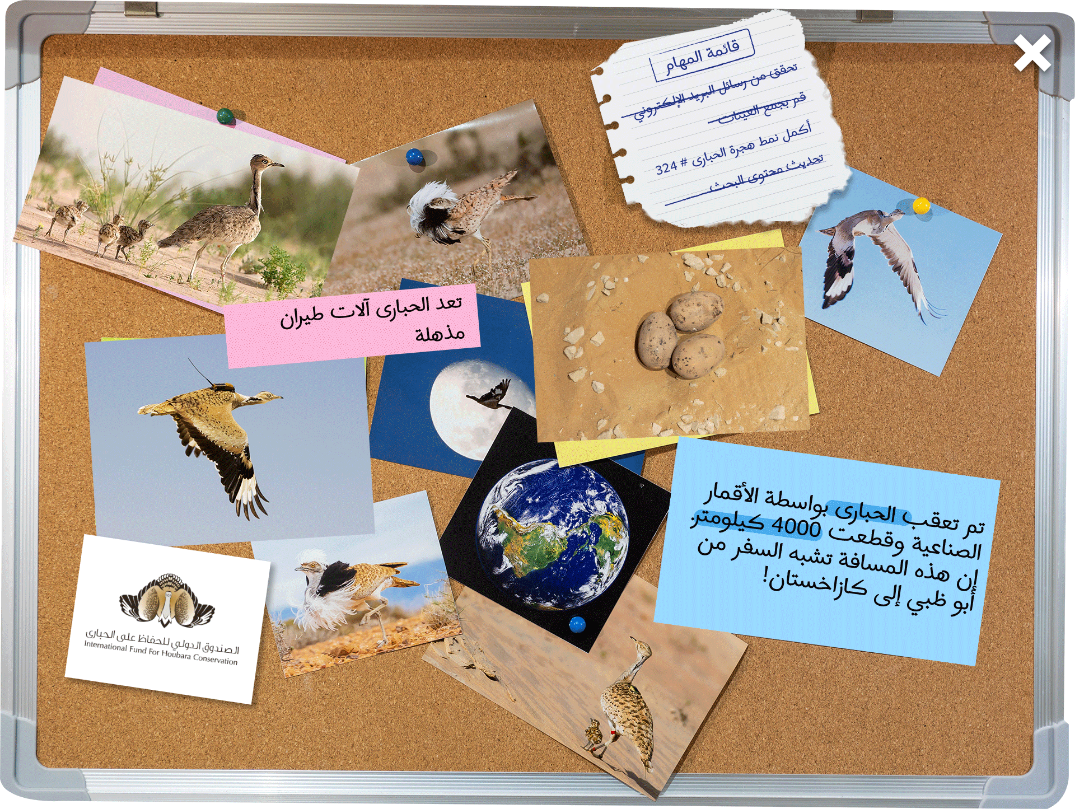 قائمة المهام
تحقق من رسائل البريد الإلكتروني
قم بجمع العينات
أكمل نمط هجرة الحبارى # 324
تحديث محتوى البحث
تعد الحبارى آلات طيران
مذهلة
تم تعقب الحبارى بواسطة الأقمار
الصناعية وقطعت 4000 كيلومتر
إن هذه المسافة تشبه السفر من
أبو ظبي إلى كازاخستان!
الصندوق الدولي للحفاظ على الحبارى
International Fund For Houbara Conservation